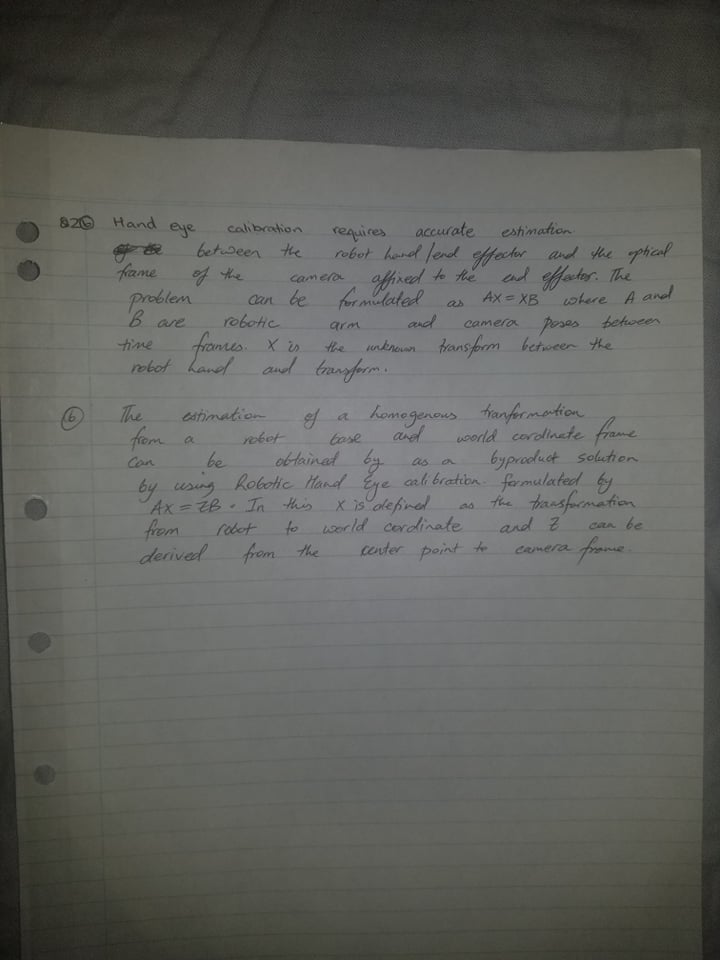 Q2 b Hand eye calibration requires accurate estimation
between the robot hand/end effector and the optical
frame of the camera affixed to the end effector. The
problem can be formulated as AX = XB where A and
B are robotic arm and camera poses between
time frames. X is the unknown transform between the
robot hand and transform.
b The estimation of a homogenous tranformation
from a robot base and world cordinate frame
can be obtained by as a byproduct solution
by using Robotic Hand Eye calibration. formulated by
AX = ZB. In this X is defined as the transformation
from robot to world cordinate and Z can be
derived from the center point to camera frame.